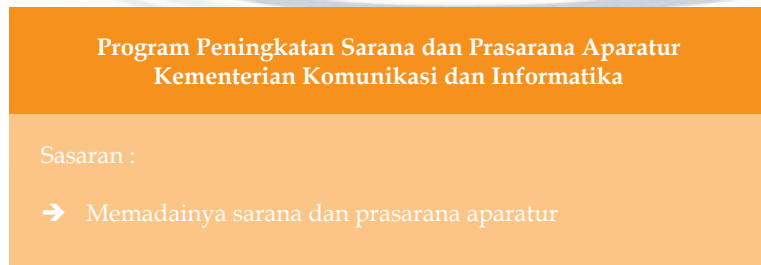 Program Peningkatan Sarana dan Prasarana Aparatur
Kementerian Komunikasi dan Informatika
Sasaran :
➔ Memadainya sarana dan prasarana aparatur